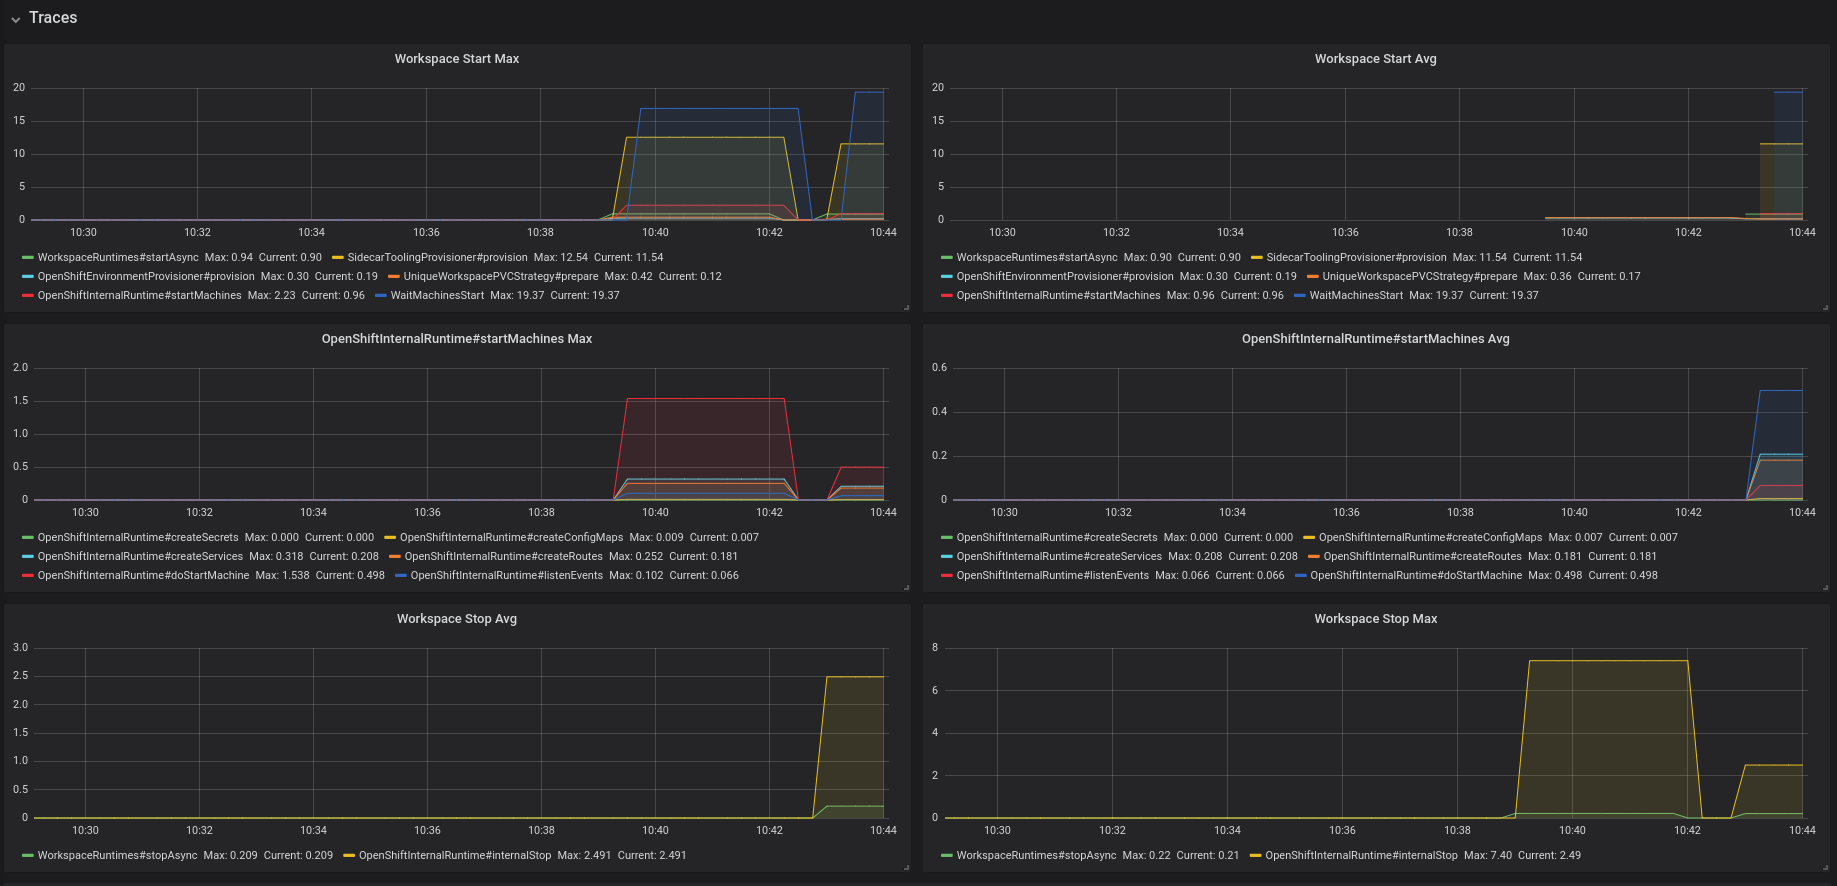 Traces
Workspace Start Max
20
15
10
5
0
10:30 10:32 10:34 10:36 10:38 10:40 10:42 10:44
WorkspaceRuntimes#startAsync Max: 0.94 Current: 0.90 SidecarToolingProvisioner#provision Max: 12.54 Current: 11.54
OpenShiftEnvironmentProvisioner#provision Max: 0.30 Current: 0.19 UniqueWorkspacePVCStrategy#prepare Max: 0.42 Current: 0.12
OpenShiftInternalRuntime#startMachines Max: 2.23 Current: 0.96 WaitMachinesStart Max: 19.37 Current: 19.37
Workspace Start Avg
20
15
10
5
0
10:30 10:32 10:34 10:36 10:38 10:40 10:42 10:44
WorkspaceRuntimes#startAsync Max: 0.90 Current: 0.90 SidecarToolingProvisioner#provision Max: 11.54 Current: 11.54
OpenShiftEnvironmentProvisioner#provision Max: 0.30 Current: 0.19 UniqueWorkspacePVCStrategy#prepare Max: 0.36 Current: 0.17
OpenShiftInternalRuntime#startMachines Max: 0.96 Current: 0.96 WaitMachinesStart Max: 19.37 Current: 19.37
OpenShiftInternalRuntime#startMachines Max
2.0
1.5
1.0
0.5
0
10:30 10:32 10:34 10:36 10:38 10:40 10:42 10:44
OpenShiftInternalRuntime#createSecrets Max: 0.000 Current: 0.000 OpenShiftInternalRuntime#createConfigMaps Max: 0.009 Current: 0.007
OpenShiftInternalRuntime#createServices Max: 0.318 Current: 0.208 OpenShiftInternalRuntime#createRoutes Max: 0.252 Current: 0.181
OpenShiftInternalRuntime#doStartMachine Max: 1.538 Current: 0.498 OpenShiftInternalRuntime#listenEvents Max: 0.102 Current: 0.066
OpenShiftInternalRuntime#startMachines Avg
0.6
0.4
0.2
0
10:30 10:32 10:34 10:36 10:38 10:40 10:42 10:44
OpenShiftInternalRuntime#createSecrets Max: 0.000 Current: 0.000 OpenShiftInternalRuntime#createConfigMaps Max: 0.007 Current: 0.007
OpenShiftInternalRuntime#createServices Max: 0.208 Current: 0.208 OpenShiftInternalRuntime#createRoutes Max: 0.181 Current: 0.181
OpenShiftInternalRuntime#listenEvents Max: 0.066 Current: 0.066 OpenShiftInternalRuntime#doStartMachine Max: 0.498 Current: 0.498
Workspace Stop Avg
3.0
2.5
2.0
1.5
1.0
0.5
0
10:30 10:32 10:34 10:36 10:38 10:40 10:42 10:44
WorkspaceRuntimes#stopAsync Max: 0.209 Current: 0.209 OpenShiftInternalRuntime#internalStop Max: 2.491 Current: 2.491
Workspace Stop Max
8
6
4
2
0
10:30 10:32 10:34 10:36 10:38 10:40 10:42 10:44
WorkspaceRuntimes#stopAsync Max: 0.22 Current: 0.21 OpenShiftInternalRuntime#internalStop Max: 7.40 Current: 2.49